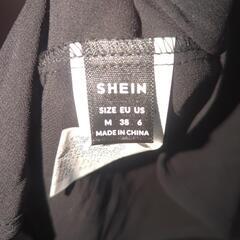 SHEIN
SIZE EU US
M 38 6
MADE IN CHINA